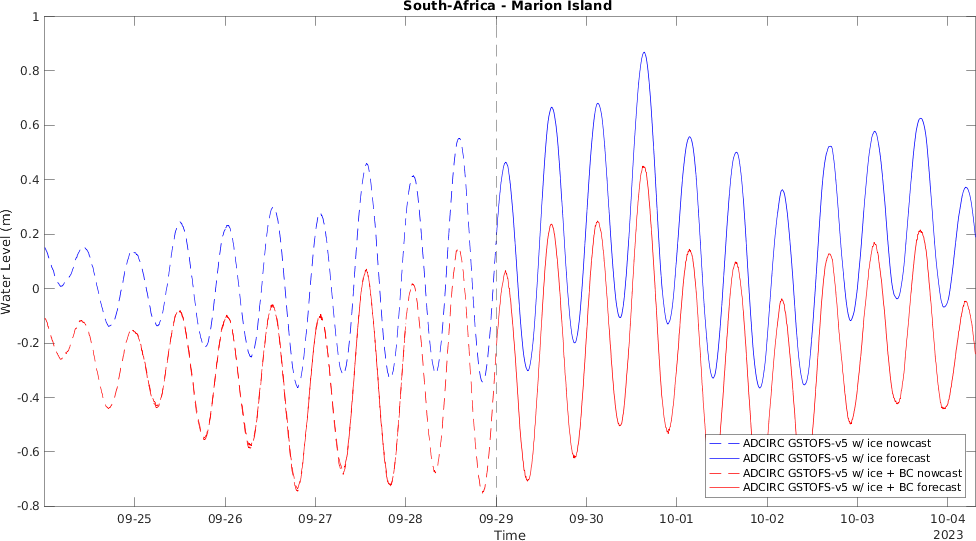 South-Africa - Marion Island
1
0.8
0.6
0.4
0.2
0
-0.2
-0.4
-0.6
-0.8
Water Level (m)
09-25 09-26 09-27 09-28 09-29 09-30 10-01 10-02 10-03 10-04
2023
Time
ADCIRC GSTOFS-v5 w/ ice nowcast
ADCIRC GSTOFS-v5 w/ ice forecast
ADCIRC GSTOFS-v5 w/ ice + BC nowcast
ADCIRC GSTOFS-v5 w/ ice + BC forecast